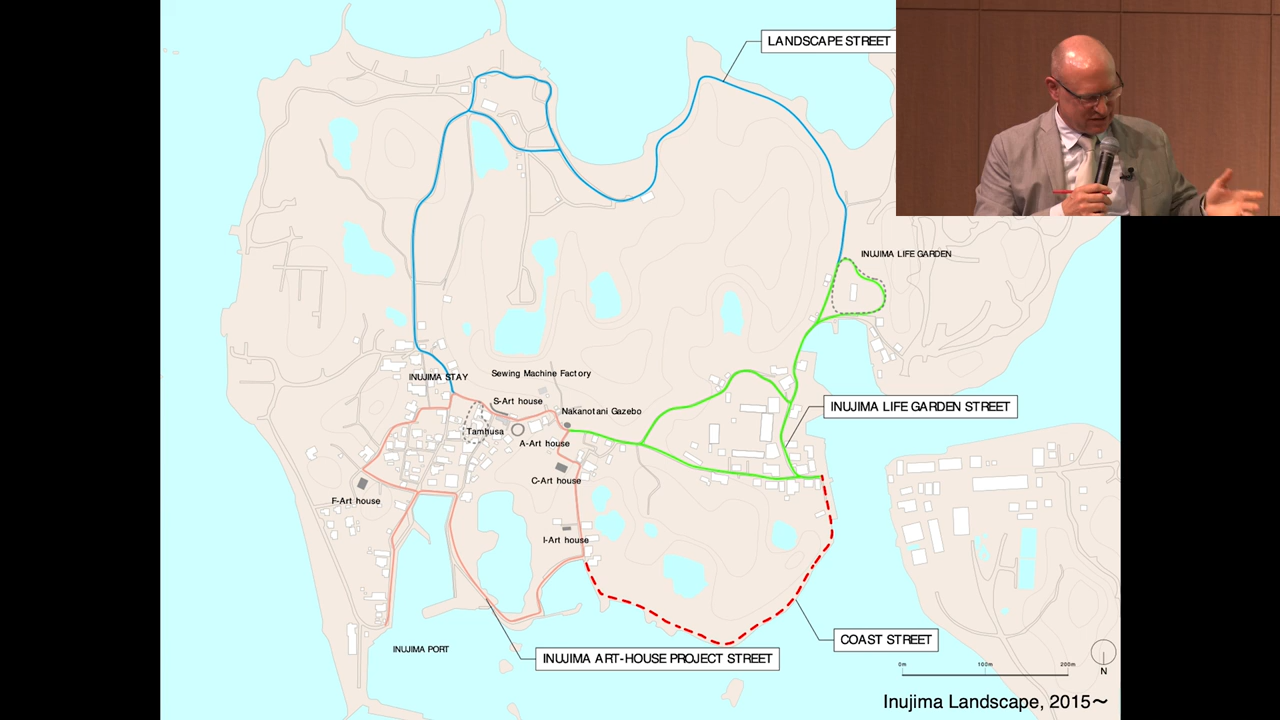 LANDSCAPE STREET
INUJIMA LIFE GARDEN
INUJIMA STAY
Sewing Machine Factory
S-Art house
Nakanotani Gazebo
INUJIMA LIFE GARDEN STREET
Tamhusa
A-Art house
C-Art house
F-Art house
I-Art house
COAST STREET
INUJIMA PORT
INUJIMA ART-HOUSE PROJECT STREET
0m 100m 200m
N
Inujima Landscape, 2015〜